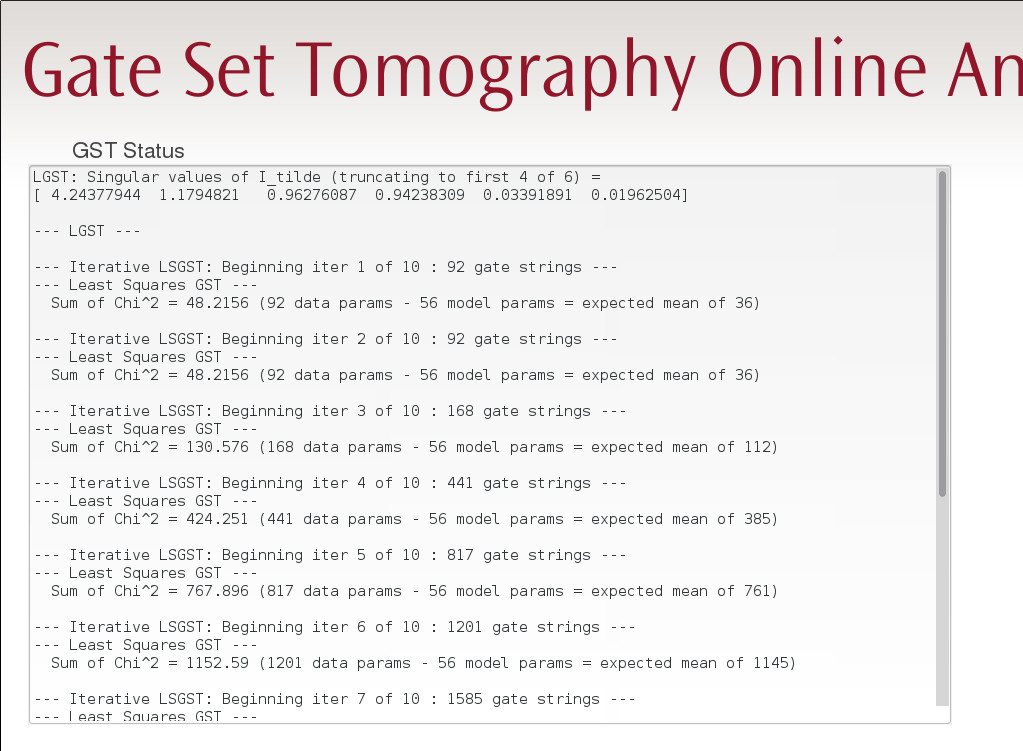 Gate Set Tomography Online An
GST Status
LGST: Singular values of I_tilde (truncating to first 4 of 6) =
[ 4.24377944  1.1794821   0.96276087  0.94238309  0.03391891  0.01962504]
--- LGST ---
--- Iterative LSGST: Beginning iter 1 of 10 : 92 gate strings ---
--- Least Squares GST ---
  Sum of Chi^2 = 48.2156 (92 data params - 56 model params = expected mean of 36)
--- Iterative LSGST: Beginning iter 2 of 10 : 92 gate strings ---
--- Least Squares GST ---
  Sum of Chi^2 = 48.2156 (92 data params - 56 model params = expected mean of 36)
--- Iterative LSGST: Beginning iter 3 of 10 : 168 gate strings ---
--- Least Squares GST ---
  Sum of Chi^2 = 130.576 (168 data params - 56 model params = expected mean of 112)
--- Iterative LSGST: Beginning iter 4 of 10 : 441 gate strings ---
--- Least Squares GST ---
  Sum of Chi^2 = 424.251 (441 data params - 56 model params = expected mean of 385)
--- Iterative LSGST: Beginning iter 5 of 10 : 817 gate strings ---
--- Least Squares GST ---
  Sum of Chi^2 = 767.896 (817 data params - 56 model params = expected mean of 761)
--- Iterative LSGST: Beginning iter 6 of 10 : 1201 gate strings ---
--- Least Squares GST ---
  Sum of Chi^2 = 1152.59 (1201 data params - 56 model params = expected mean of 1145)
--- Iterative LSGST: Beginning iter 7 of 10 : 1585 gate strings ---
--- Least Squares GST ---